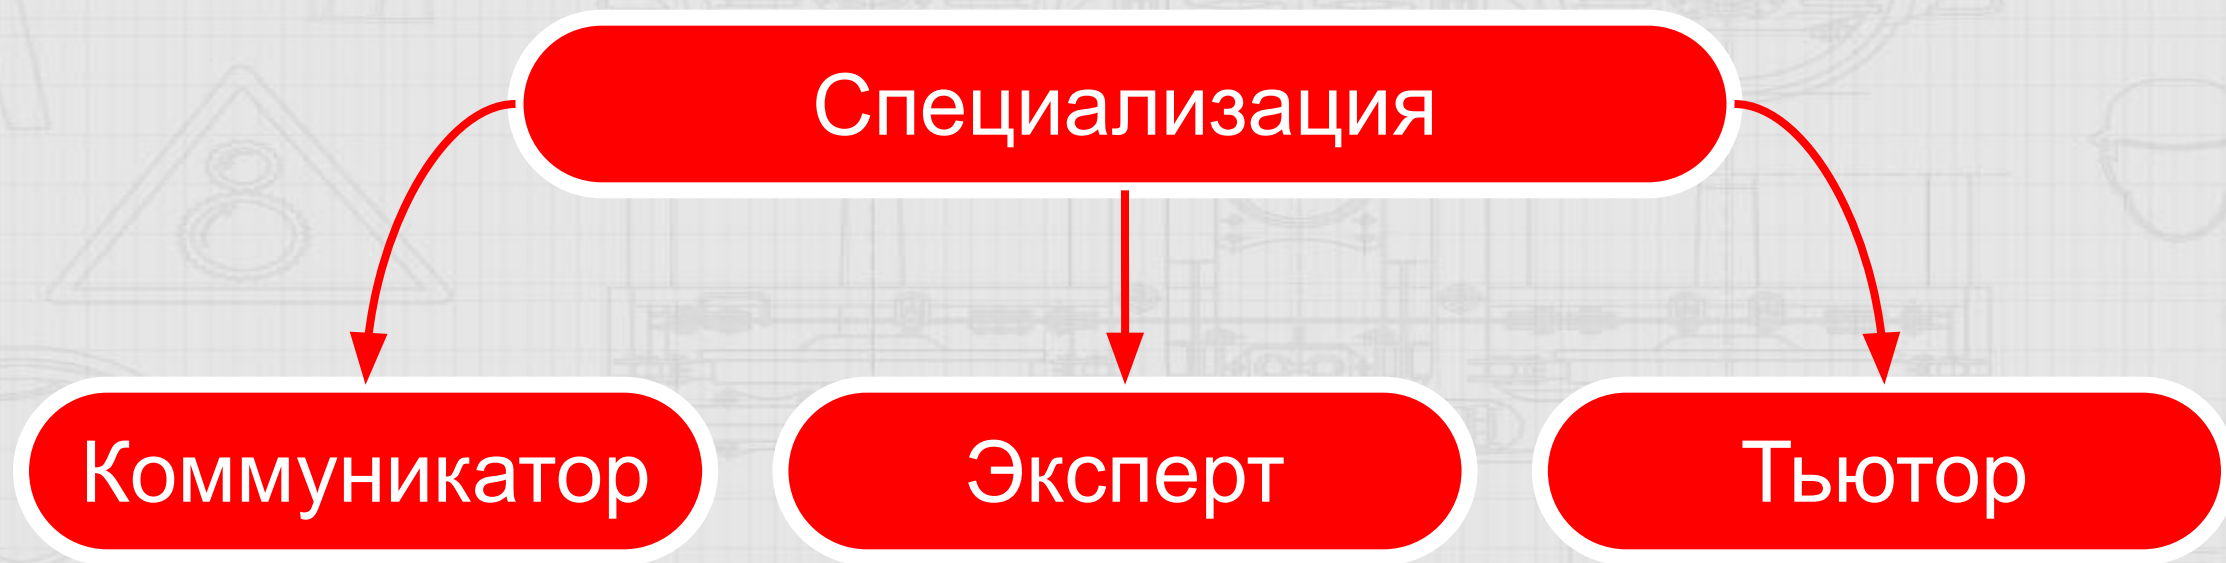 Специализация
Коммуникатор
Эксперт
Тьютор